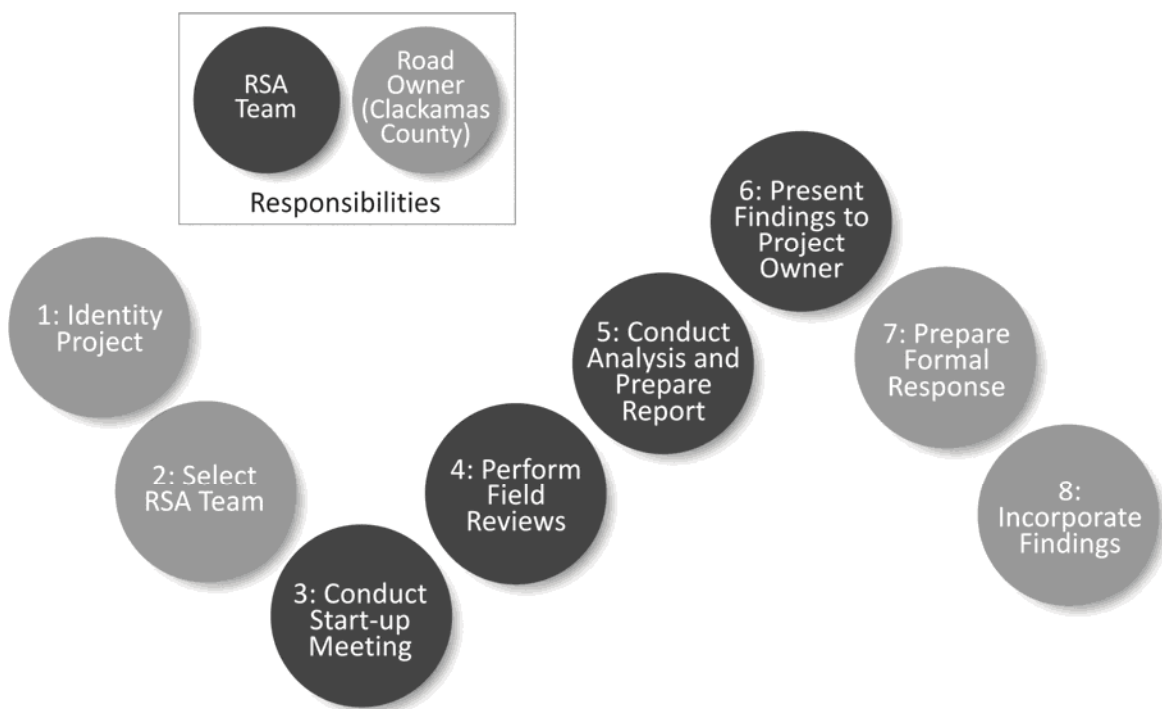 RSA
Team
Road
Owner
(Clackamas
County)
Responsibilities
1: Identity
Project
2: Select
RSA Team
3: Conduct
Start-up
Meeting
4: Perform
Field
Reviews
5: Conduct
Analysis and
Prepare
Report
6: Present
Findings to
Project
Owner
7: Prepare
Formal
Response
8:
Incorporate
Findings